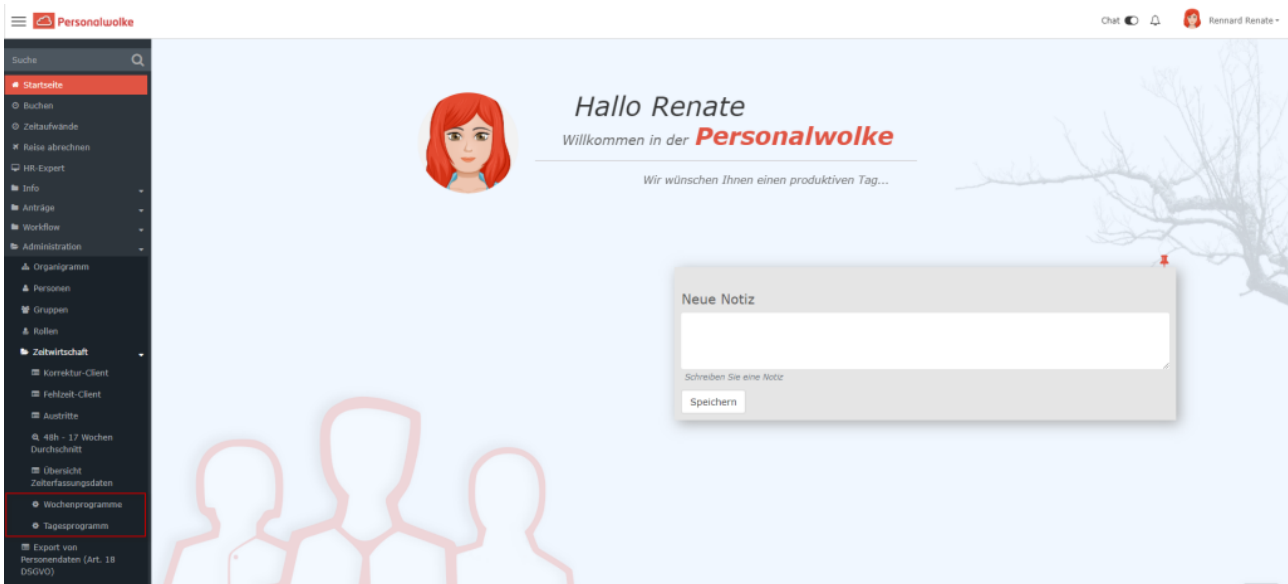 Personalwolke
Chat
Rennard Renate
Suche
Startseite
Buchen
Zeitaufwände
Reise abrechnen
HR-Expert
Info
Anträge
Workflow
Administration
Organigramm
Personen
Gruppen
Rollen
Zeitwirtschaft
Korrektur-Client
Fehlzeit-Client
Austritte
48h - 17 Wochen
Durchschnitt
Übersicht
Zeiterfassungsdaten
Wochenprogramme
Tagesprogramm
Export von
Personendaten (Art. 18
DSGVO)
Hallo Renate
Willkommen in der Personalwolke
Wir wünschen Ihnen einen produktiven Tag...
Neue Notiz
Schreiben Sie eine Notiz
Speichern